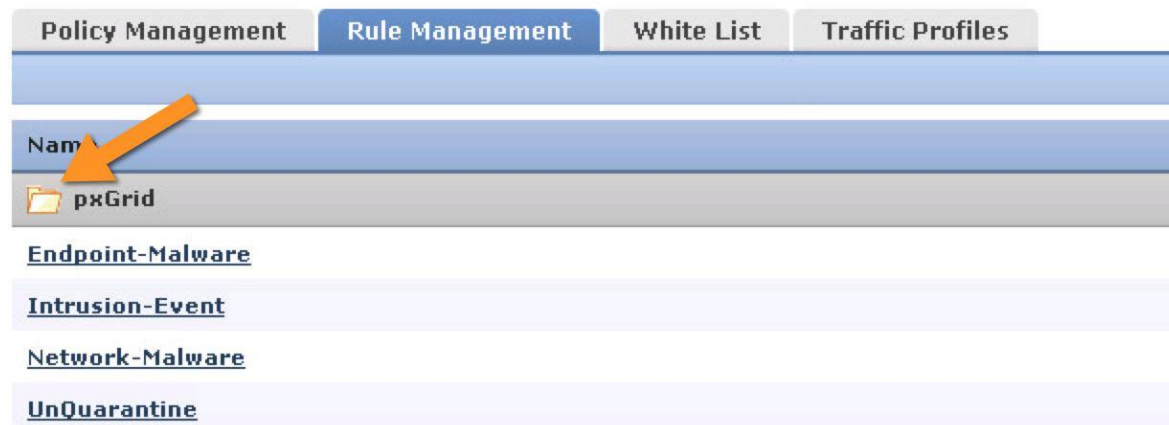 Policy Management Rule Management White List Traffic Profiles
Nam
pxGrid
Endpoint-Malware
Intrusion-Event
Network-Malware
UnQuarantine